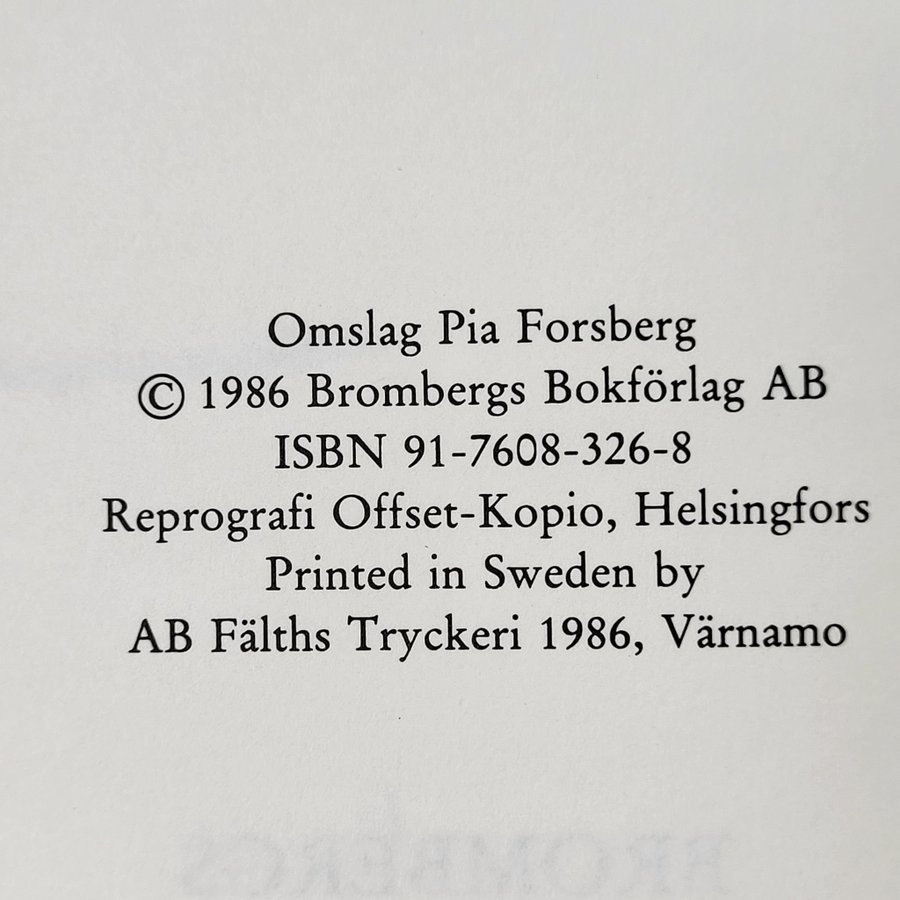 Omslag Pia Forsberg
© 1986 Brombergs Bokförlag AB
ISBN 91-7608-326-8
Reprografi Offset-Kopio, Helsingfors
Printed in Sweden by
AB Fälths Tryckeri 1986, Värnamo
BROMBERGS